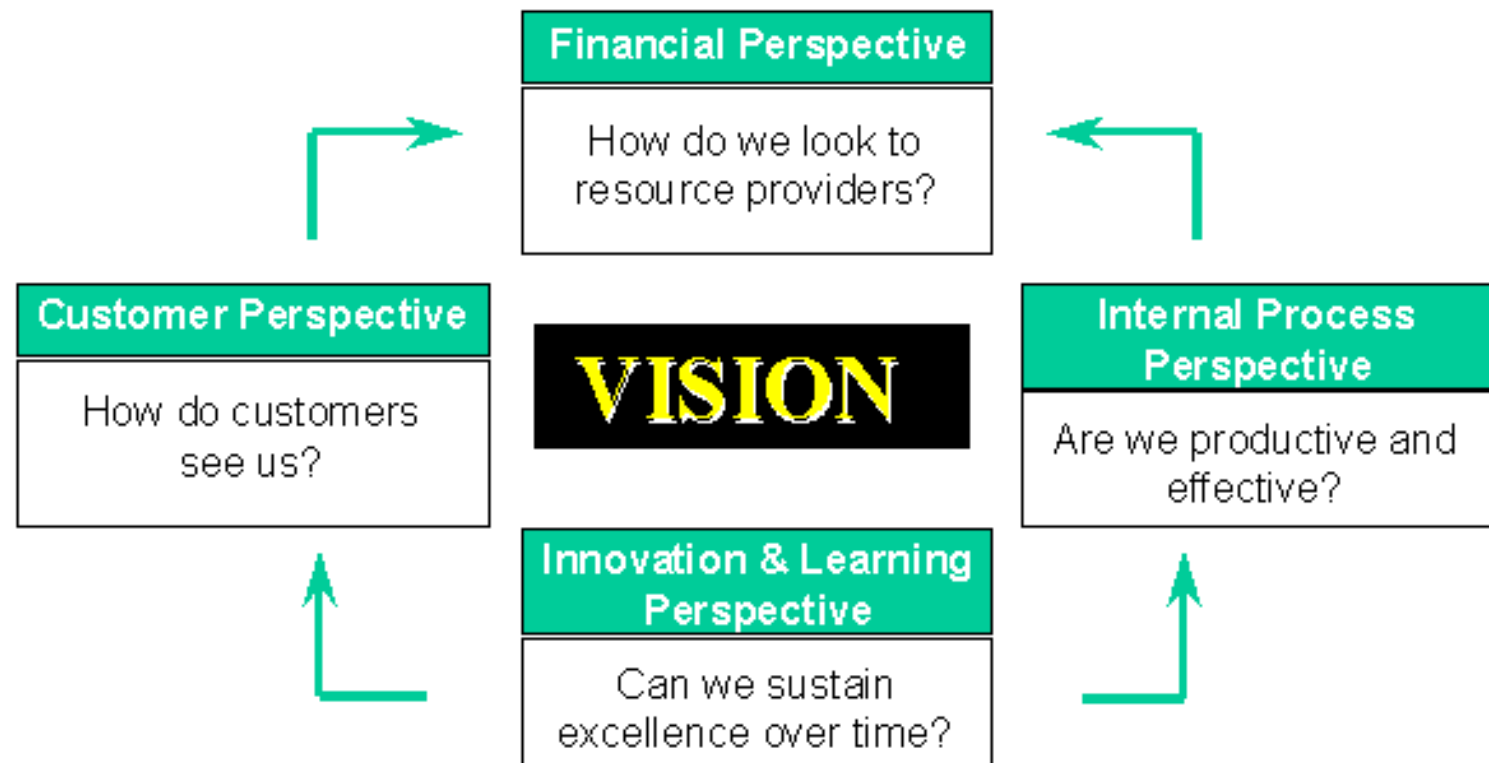 Financial Perspective
How do we look to
resource providers?
Customer Perspective
How do customers
see us?
VISION
Internal Process
Perspective
Are we productive and
effective?
Innovation & Learning
Perspective
Can we sustain
excellence over time?